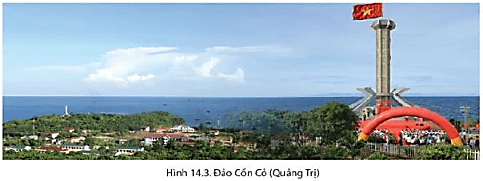 Hình 14.3. Đảo Cồn Cỏ (Quảng Trị)